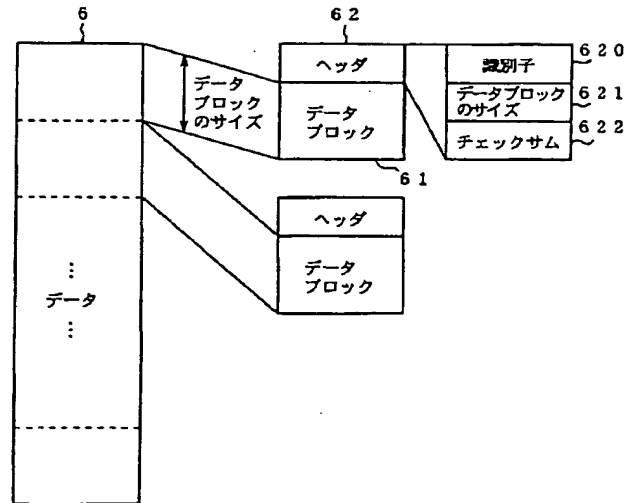 6
62
ヘッダ
データ
ブロック
のサイズ
データ
ブロック
61
識別子
620
データブロック
のサイズ
621
622
チェックサム
ヘッダ
データ
ブロック
⋮
データ
⋮